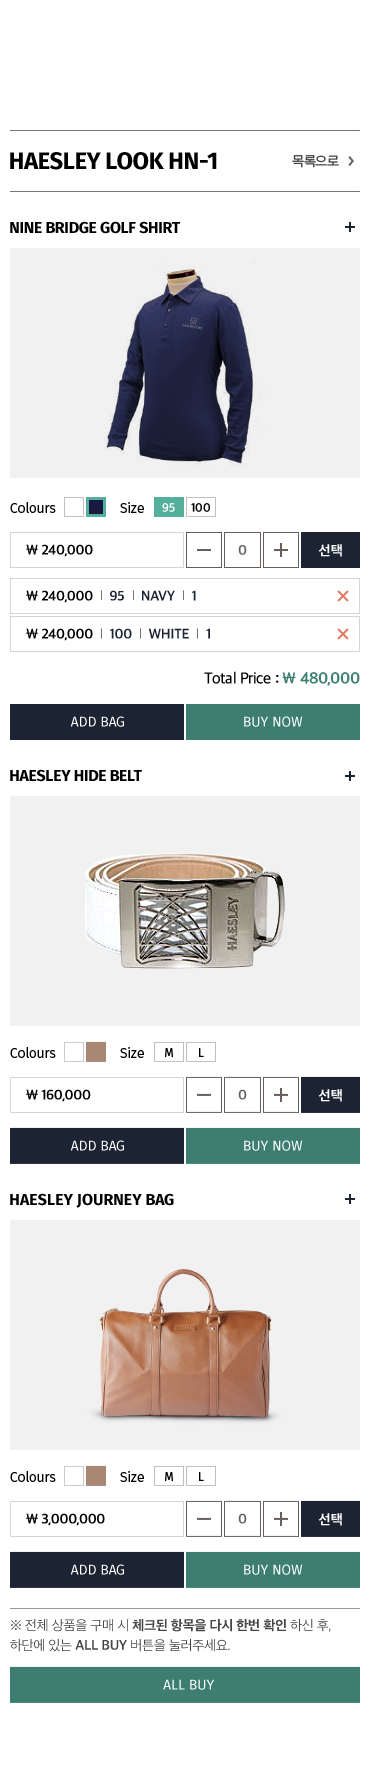 HAESLEY LOOK HN-1 목록으로 >
NINE BRIDGE GOLF SHIRT +
Colours Size 95 100
₩ 240,000 — 0 + 선택
₩ 240,000 | 95 | NAVY | 1 ×
₩ 240,000 | 100 | WHITE | 1 ×
Total Price : ₩ 480,000
ADD BAG BUY NOW
HAESLEY HIDE BELT +
HAESLEY
Colours Size M L
₩ 160,000 — 0 + 선택
ADD BAG BUY NOW
HAESLEY JOURNEY BAG +
Colours Size M L
₩ 3,000,000 — 0 + 선택
ADD BAG BUY NOW
※ 전체 상품을 구매 시 체크된 항목을 다시 한번 확인 하신 후,
하단에 있는 ALL BUY 버튼을 눌러주세요.
ALL BUY